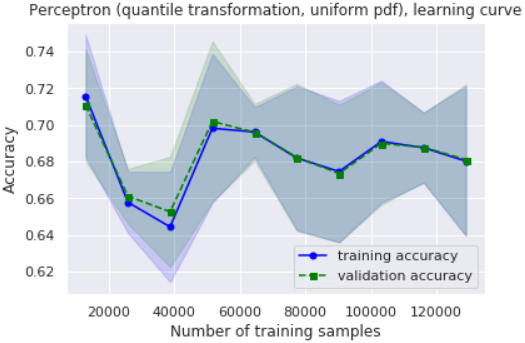 Perceptron (quantile transformation, uniform pdf), learning curve
0.74
0.72
0.70
0.68
0.66
0.64
0.62
Accuracy
training accuracy
validation accuracy
20000 40000 60000 80000 100000 120000
Number of training samples